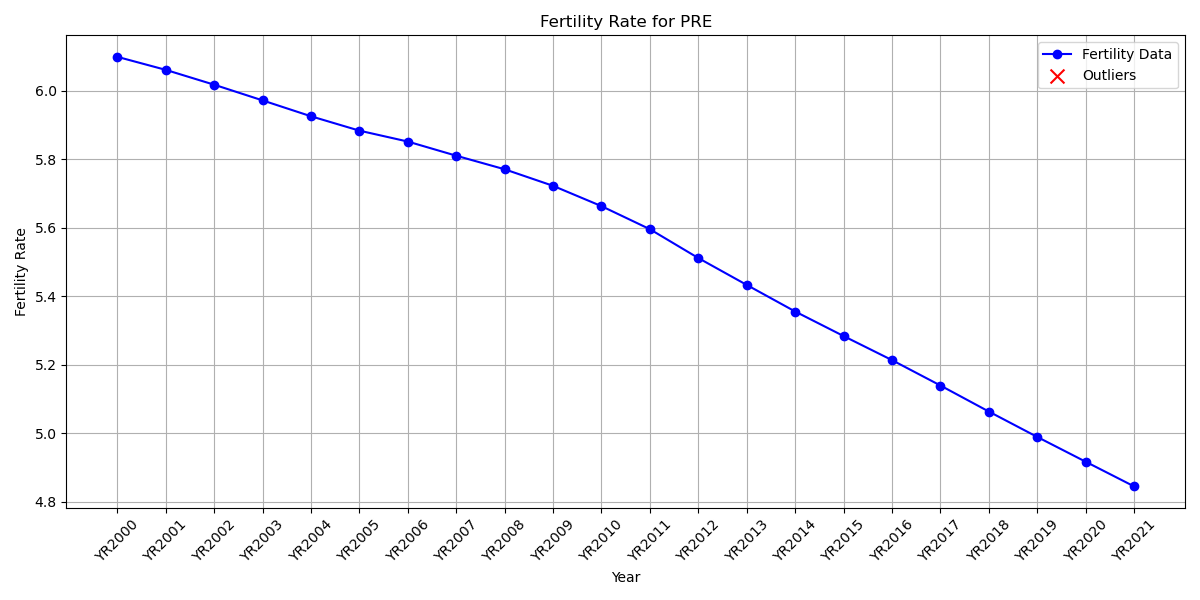 Fertility Rate for PRE
Fertility Data
Outliers
Fertility Rate
6.0
5.8
5.6
5.4
5.2
5.0
4.8
YR2000
YR2001
YR2002
YR2003
YR2004
YR2005
YR2006
YR2007
YR2008
YR2009
YR2010
YR2011
YR2012
YR2013
YR2014
YR2015
YR2016
YR2017
YR2018
YR2019
YR2020
YR2021
Year